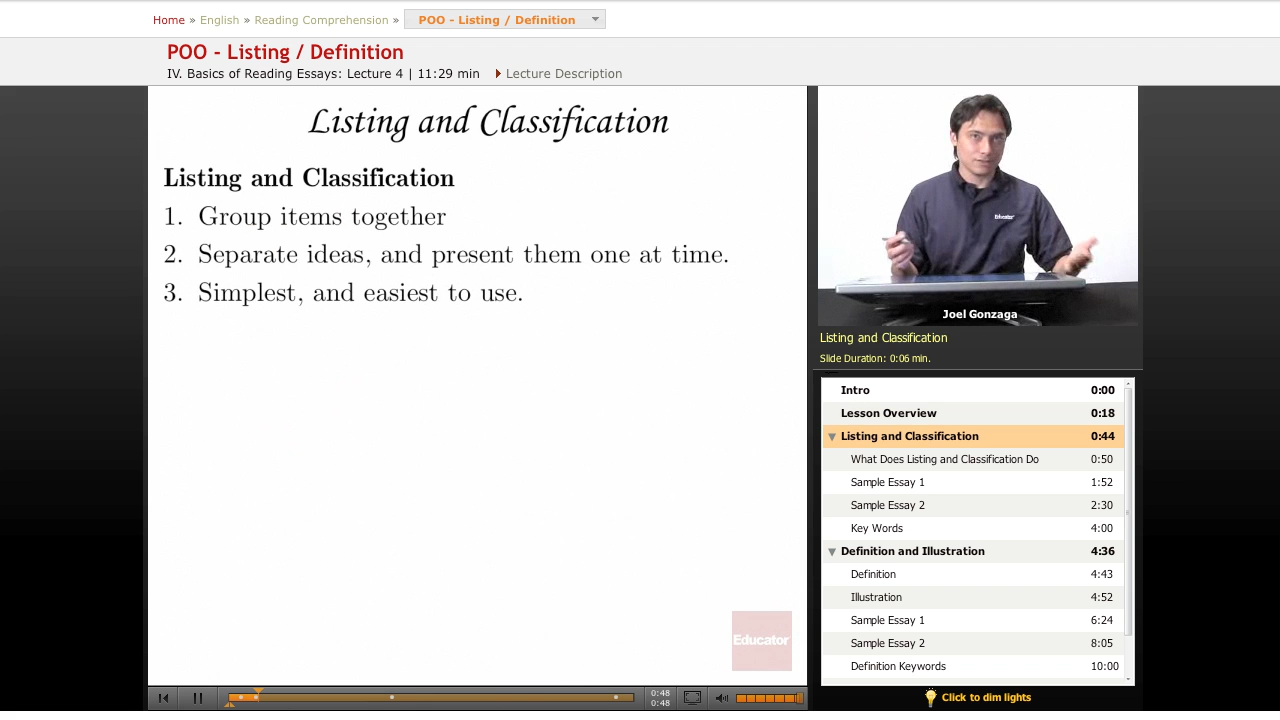 Home » English » Reading Comprehension » POO - Listing / Definition
POO - Listing / Definition
IV. Basics of Reading Essays: Lecture 4 | 11:29 min Lecture Description
Listing and Classification
Listing and Classification
1. Group items together
2. Separate ideas, and present them one at time.
3. Simplest, and easiest to use.
Educator
0:48
0:48
Educator
Joel Gonzaga
Listing and Classification
Slide Duration: 0:06 min.
Intro 0:00
Lesson Overview 0:18
Listing and Classification 0:44
What Does Listing and Classification Do 0:50
Sample Essay 1 1:52
Sample Essay 2 2:30
Key Words 4:00
Definition and Illustration 4:36
Definition 4:43
Illustration 4:52
Sample Essay 1 6:24
Sample Essay 2 8:05
Definition Keywords 10:00
Click to dim lights